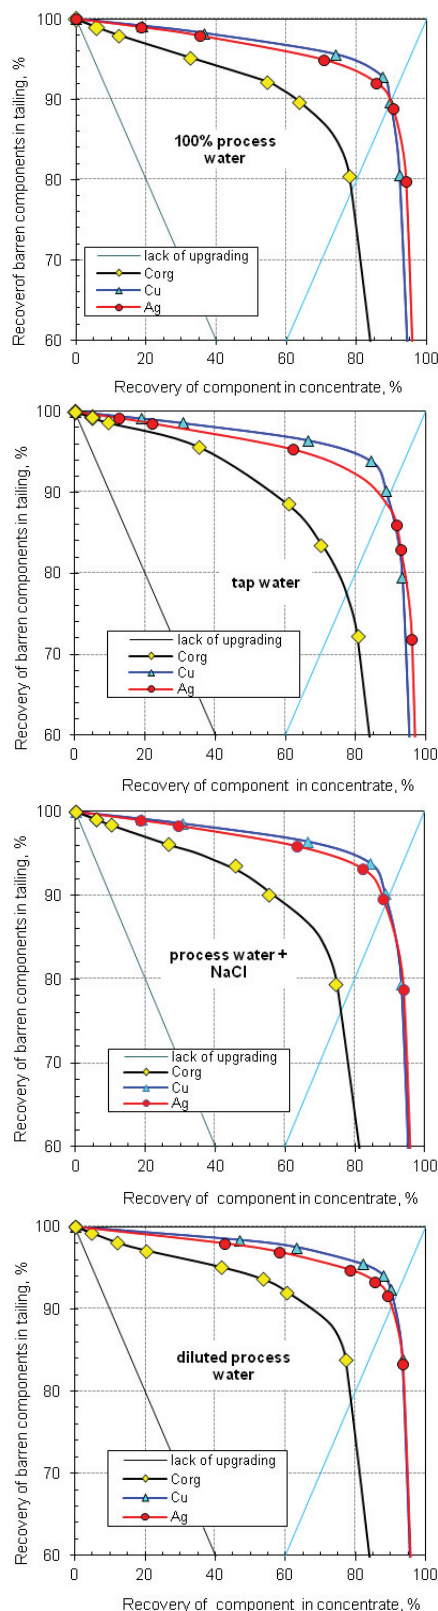 100
90
80
70
60
Recoverof barren components in tailing, %
100% process
water
lack of upgrading
Corg
Cu
Ag
0 20 40 60 80 100
Recovery of component in concentrate, %
100
90
80
70
60
Recovery of barren components in tailing, %
tap water
lack of upgrading
Corg
Cu
Ag
0 20 40 60 80 100
Recovery of component in concentrate, %
100
90
80
70
60
Recovery of barren components in tailing, %
process water +
NaCl
lack of upgrading
Corg
Cu
Ag
0 20 40 60 80 100
Recovery of component in concentrate, %
100
90
80
70
60
Recovery of barren components in tailing, %
diluted process
water
lack of upgrading
Corg
Cu
Ag
0 20 40 60 80 100
Recovery of component in concentrate, %